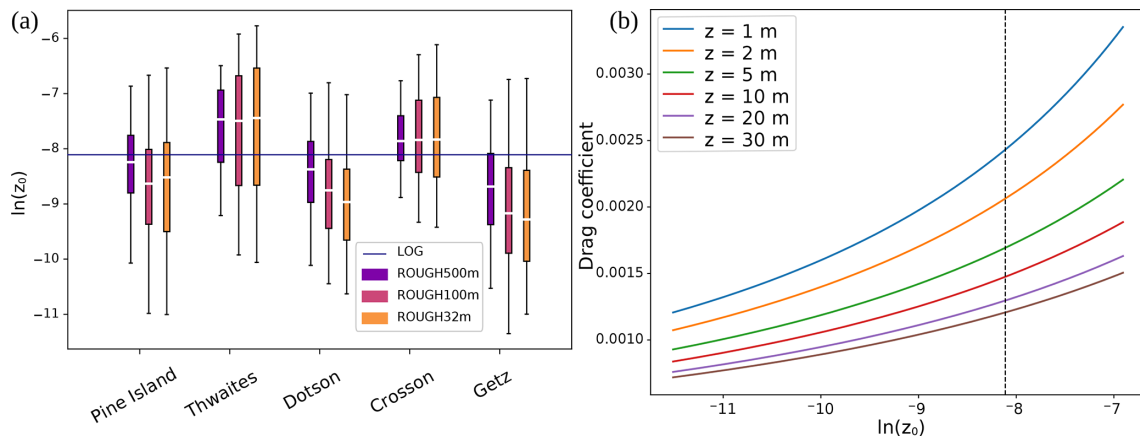 (a)
ln(z₀)
−6
−7
−8
−9
−10
−11
LOG
ROUGH500m
ROUGH100m
ROUGH32m
Pine Island
Thwaites
Dotson
Crosson
Getz
(b)
Drag coefficient
0.0030
0.0025
0.0020
0.0015
0.0010
z = 1 m
z = 2 m
z = 5 m
z = 10 m
z = 20 m
z = 30 m
−11
−10
−9
−8
−7
ln(z₀)